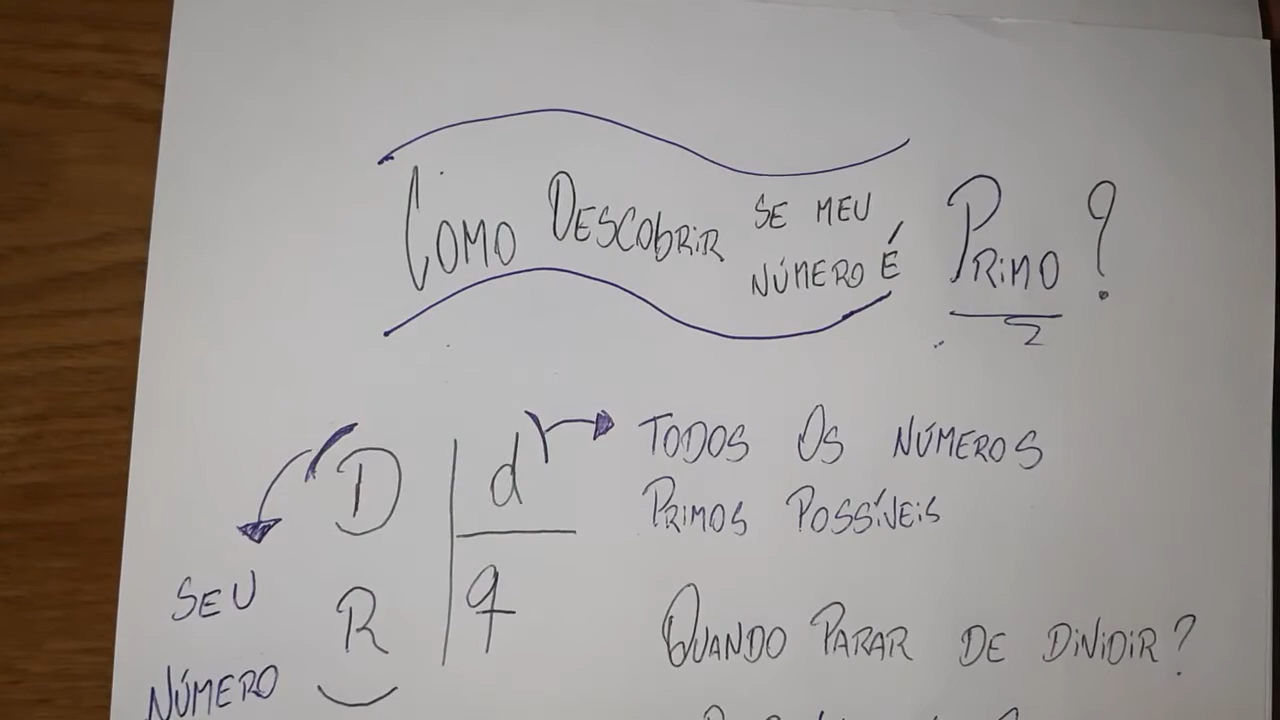 Como Descobrir se meu número é Primo?
D d Todos os números
Primos possíveis
R q
Seu
número
Quando parar de dividir?